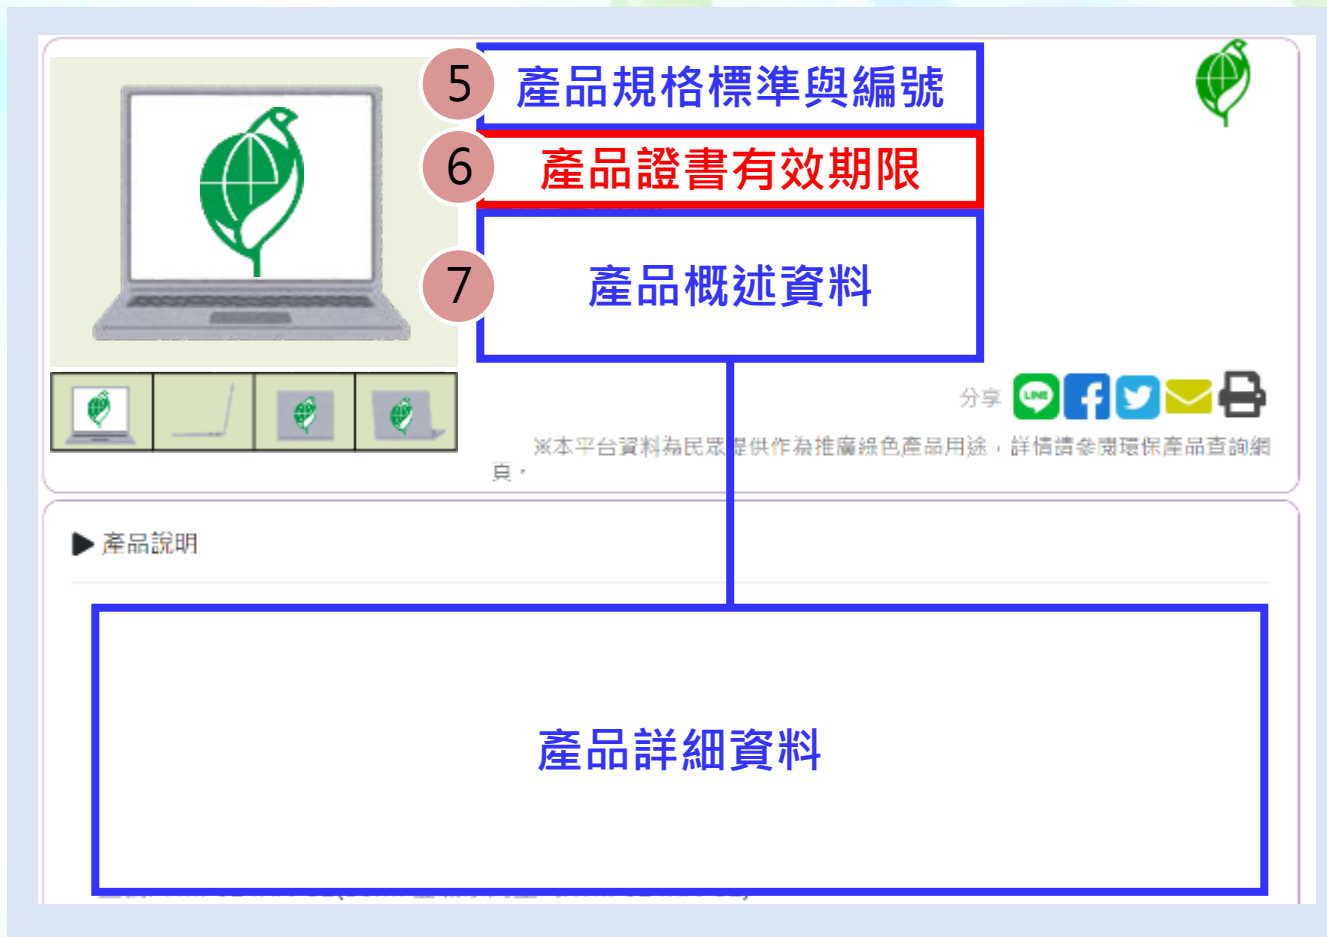 5 產品規格標準與編號
6 產品證書有效期限
7 產品概述資料
分享 LINE
※本平台資料為民眾提供作為推廣綠色產品用途，詳情請參閱環保產品查詢網
頁。
▶ 產品說明
產品詳細資料